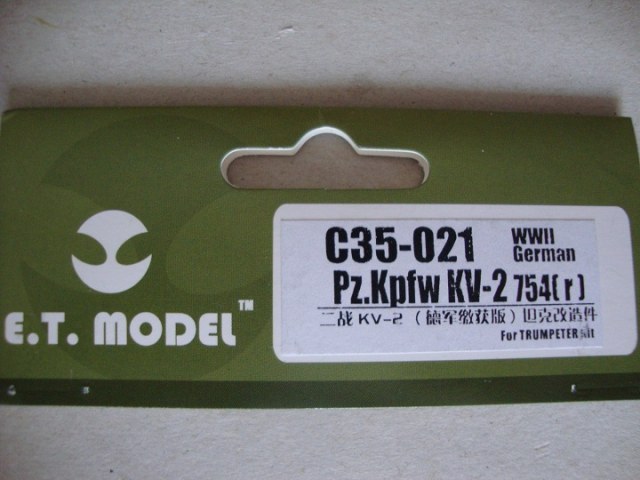 C35-021 WWII German
Pz.Kpfw KV-2 754(r)
二战 KV-2 (德军缴获版) 坦克改造件
For TRUMPETER kit
E.T. MODEL™